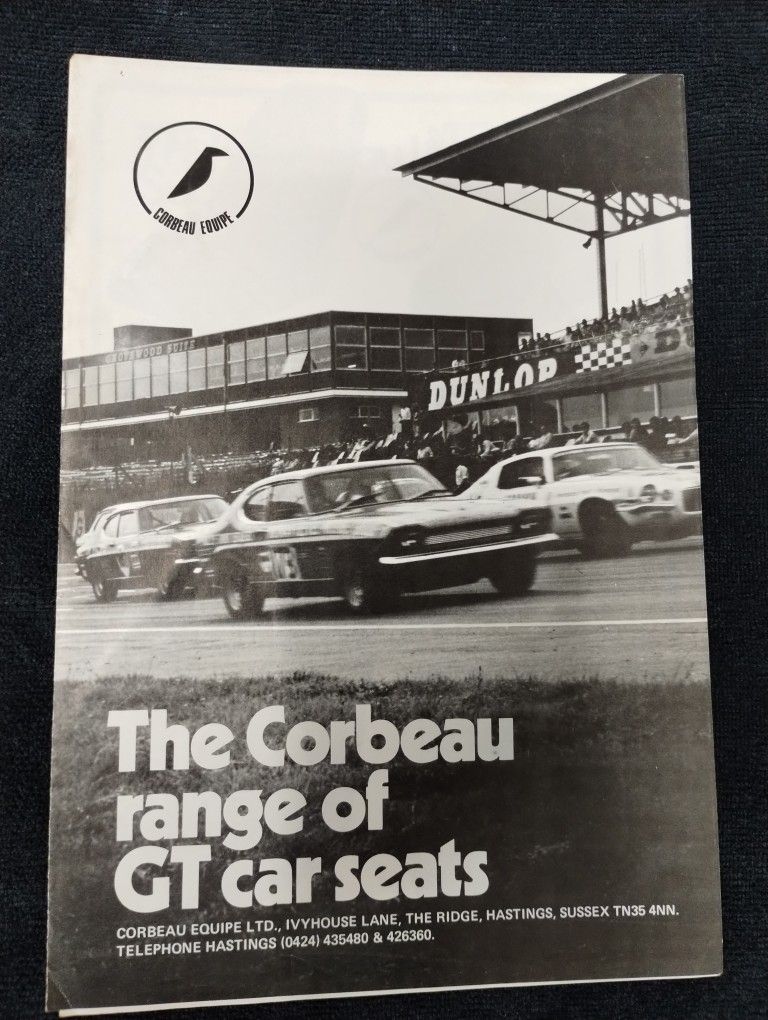 CORBEAU EQUIPE
DUNLOP
The Corbeau
range of
GT car seats
CORBEAU EQUIPE LTD., IVYHOUSE LANE, THE RIDGE, HASTINGS, SUSSEX TN35 4NN.
TELEPHONE HASTINGS (0424) 435480 & 426360.